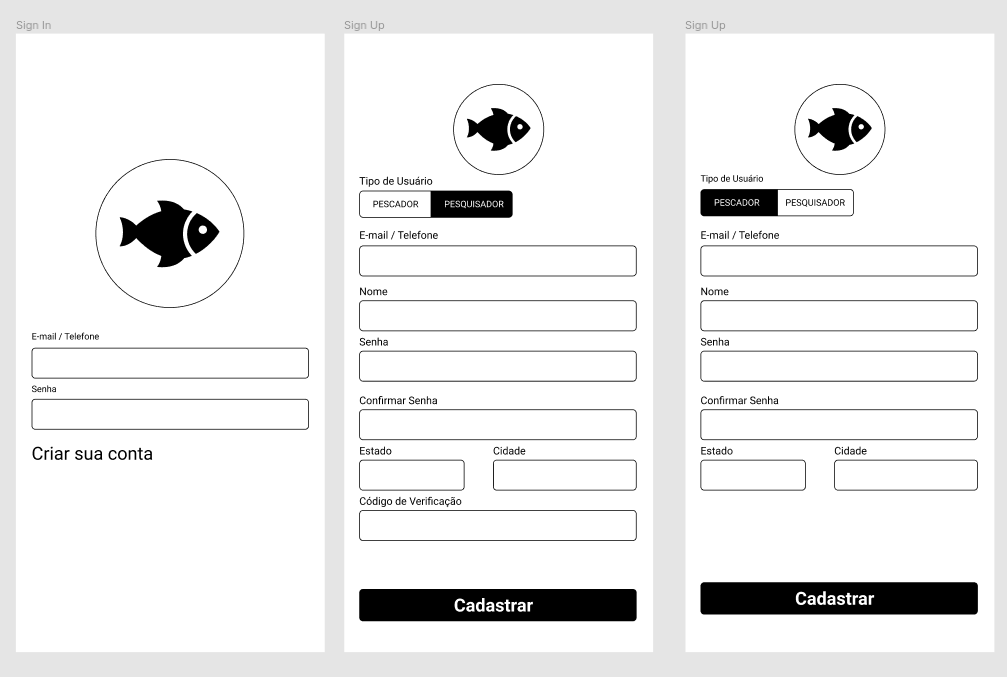 Sign In
E-mail / Telefone
Senha
Criar sua conta
Sign Up
Tipo de Usuário
PESCADOR PESQUISADOR
E-mail / Telefone
Nome
Senha
Confirmar Senha
Estado Cidade
Código de Verificação
Cadastrar
Sign Up
Tipo de Usuário
PESCADOR PESQUISADOR
E-mail / Telefone
Nome
Senha
Confirmar Senha
Estado Cidade
Cadastrar